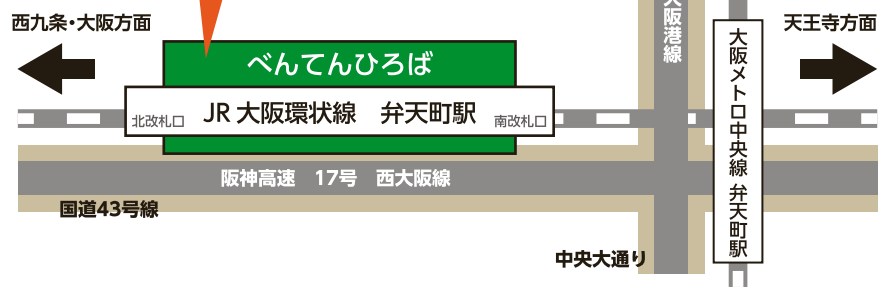 西九条・大阪方面
天王寺方面
大阪港線
べんてんひろば
北改札口
JR 大阪環状線　弁天町駅
南改札口
大阪メトロ中央線 弁天町駅
阪神高速　17号　西大阪線
国道43号線
中央大通り